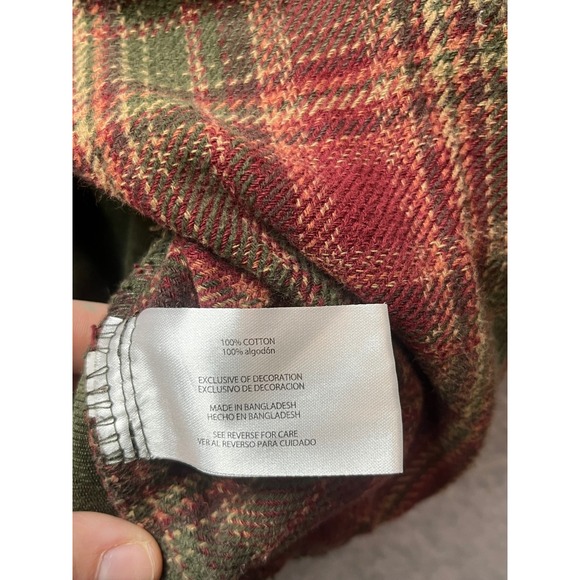 100% COTTON
100% algodón
EXCLUSIVE OF DECORATION
EXCLUSIVO DE DECORACION
MADE IN BANGLADESH
HECHO EN BANGLADESH
SEE REVERSE FOR CARE
VER AL REVERSO PARA CUIDADO